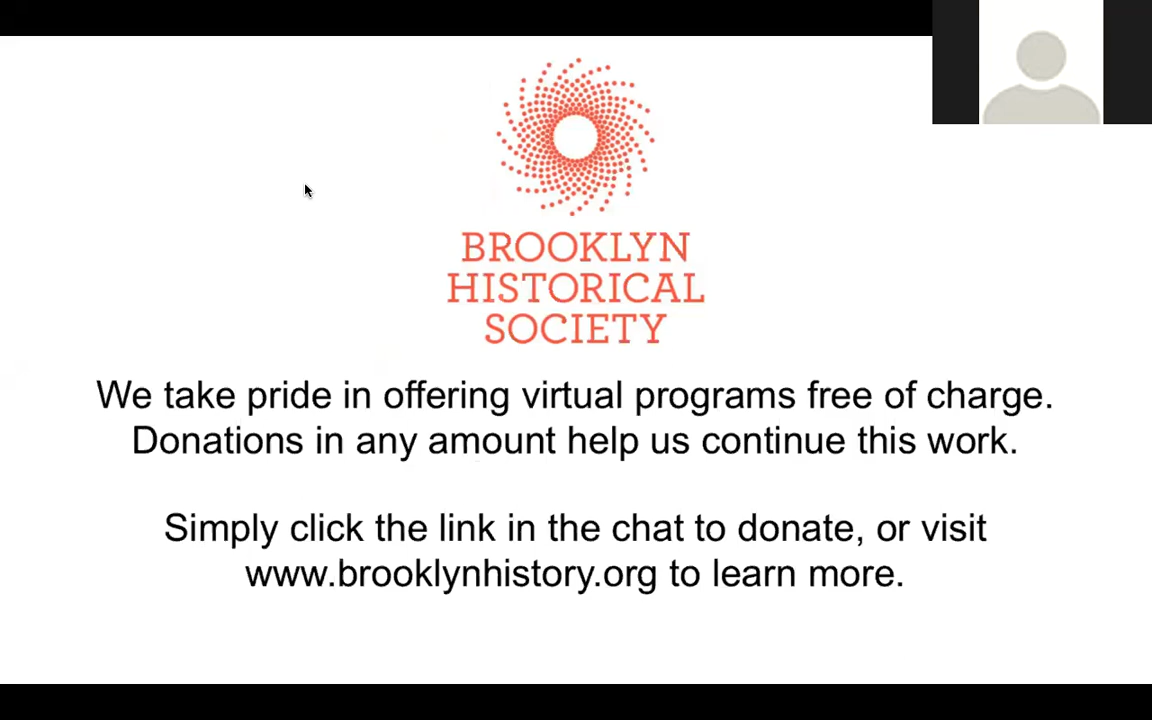 BROOKLYN
HISTORICAL
SOCIETY
We take pride in offering virtual programs free of charge.
Donations in any amount help us continue this work.
Simply click the link in the chat to donate, or visit
www.brooklynhistory.org to learn more.